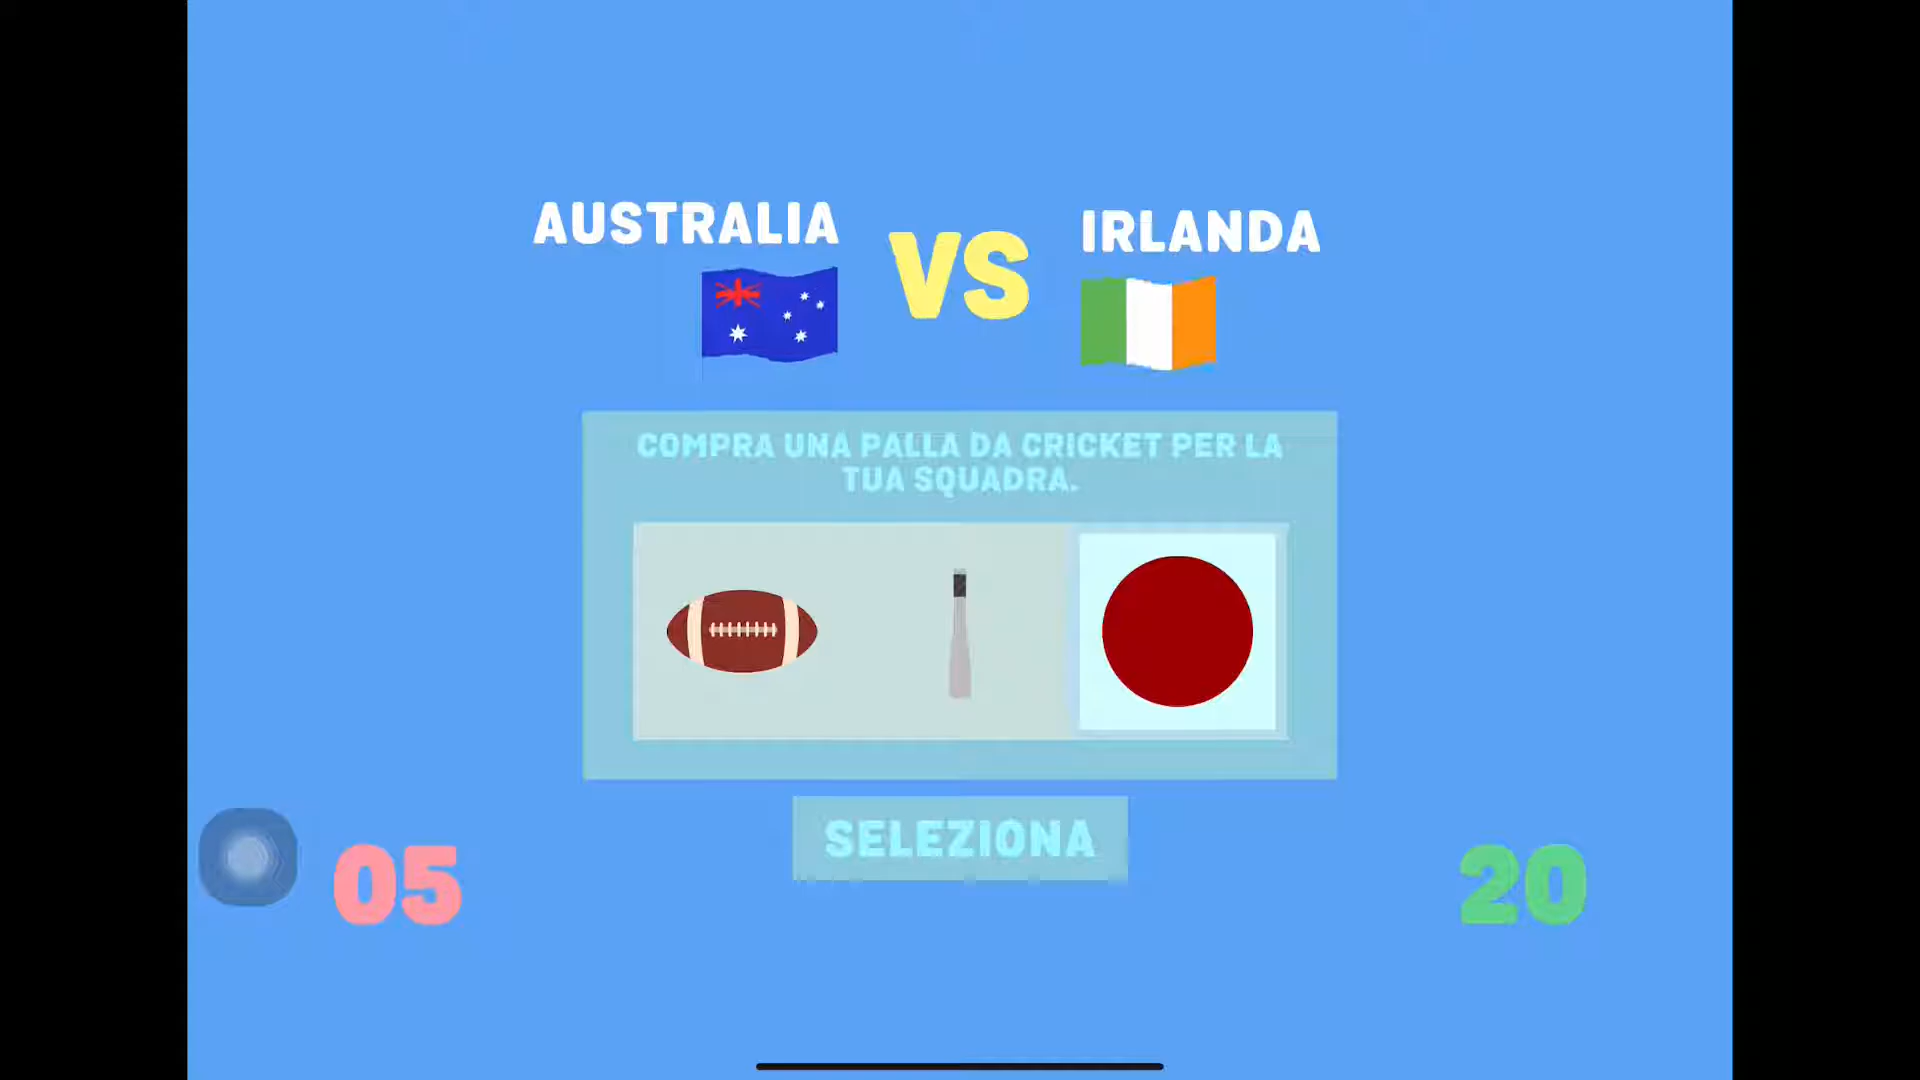 AUSTRALIA
VS
IRLANDA
COMPRA UNA PALLA DA CRICKET PER LA
TUA SQUADRA.
SELEZIONA
05
20